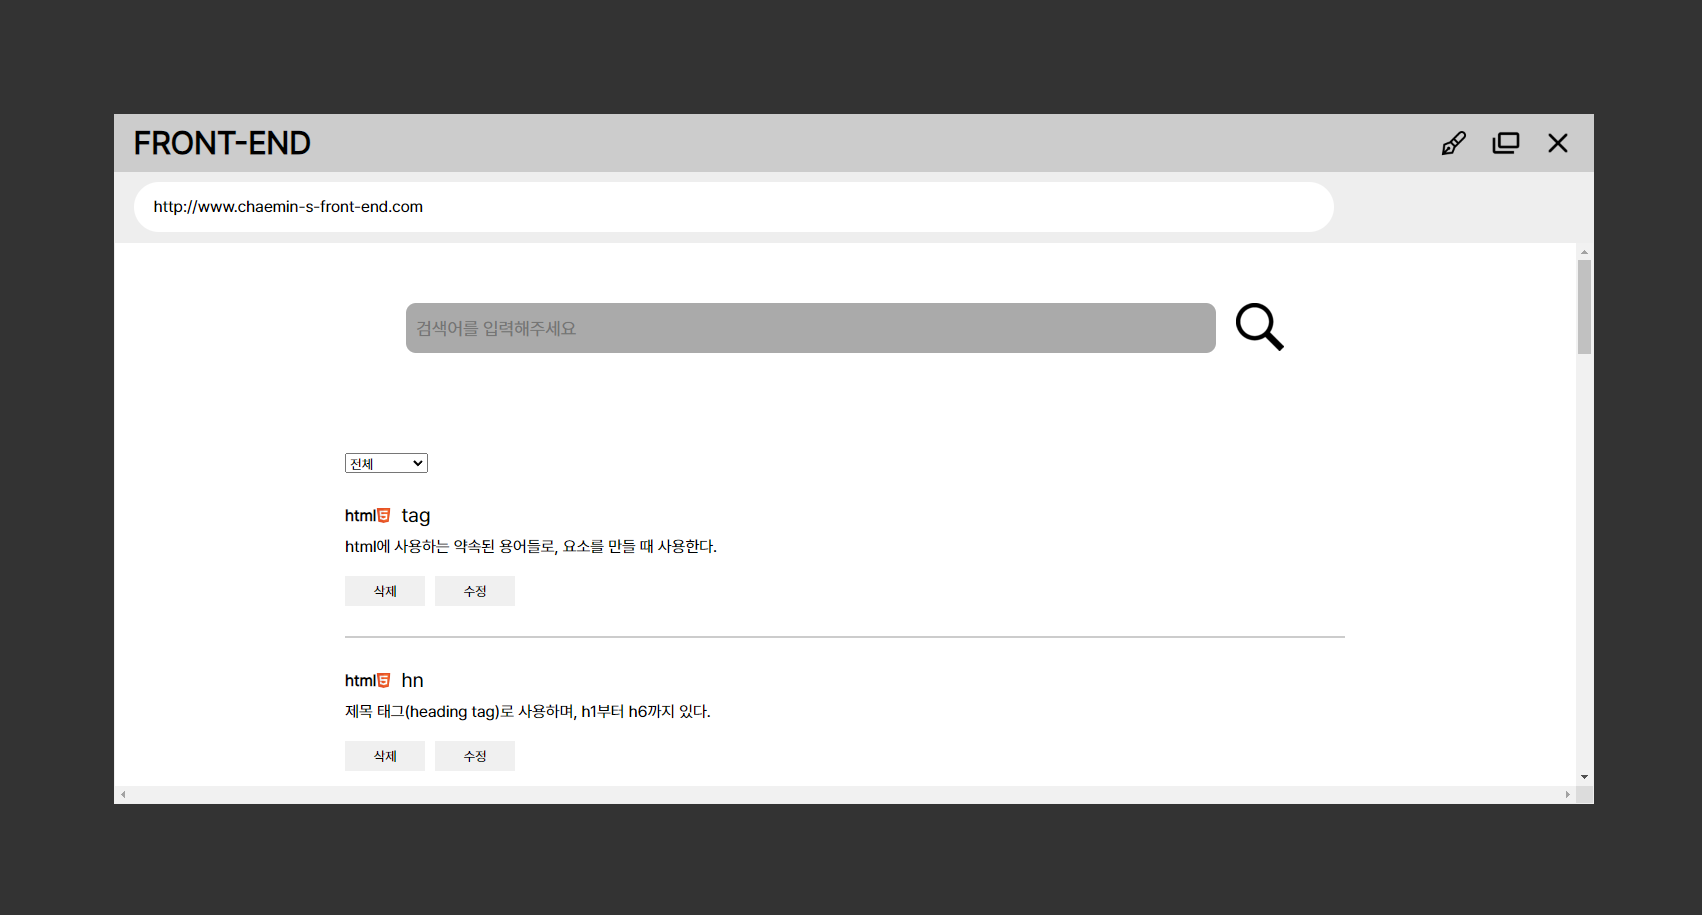 FRONT-END
http://www.chaemin-s-front-end.com
검색어를 입력해주세요
전체
html5 tag
html에 사용하는 약속된 용어들로, 요소를 만들 때 사용한다.
삭제 수정
html5 hn
제목 태그(heading tag)로 사용하며, h1부터 h6까지 있다.
삭제 수정